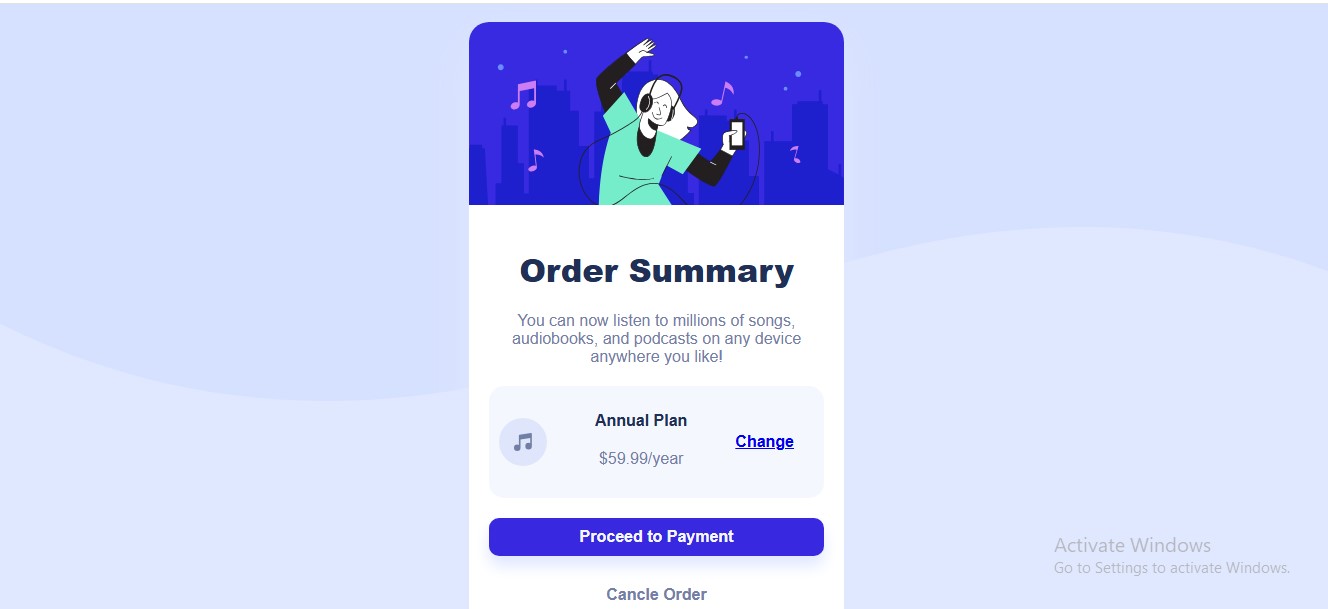 Order Summary
You can now listen to millions of songs,
audiobooks, and podcasts on any device
anywhere you like!
Annual Plan
$59.99/year
Change
Proceed to Payment
Cancle Order
Activate Windows
Go to Settings to activate Windows.